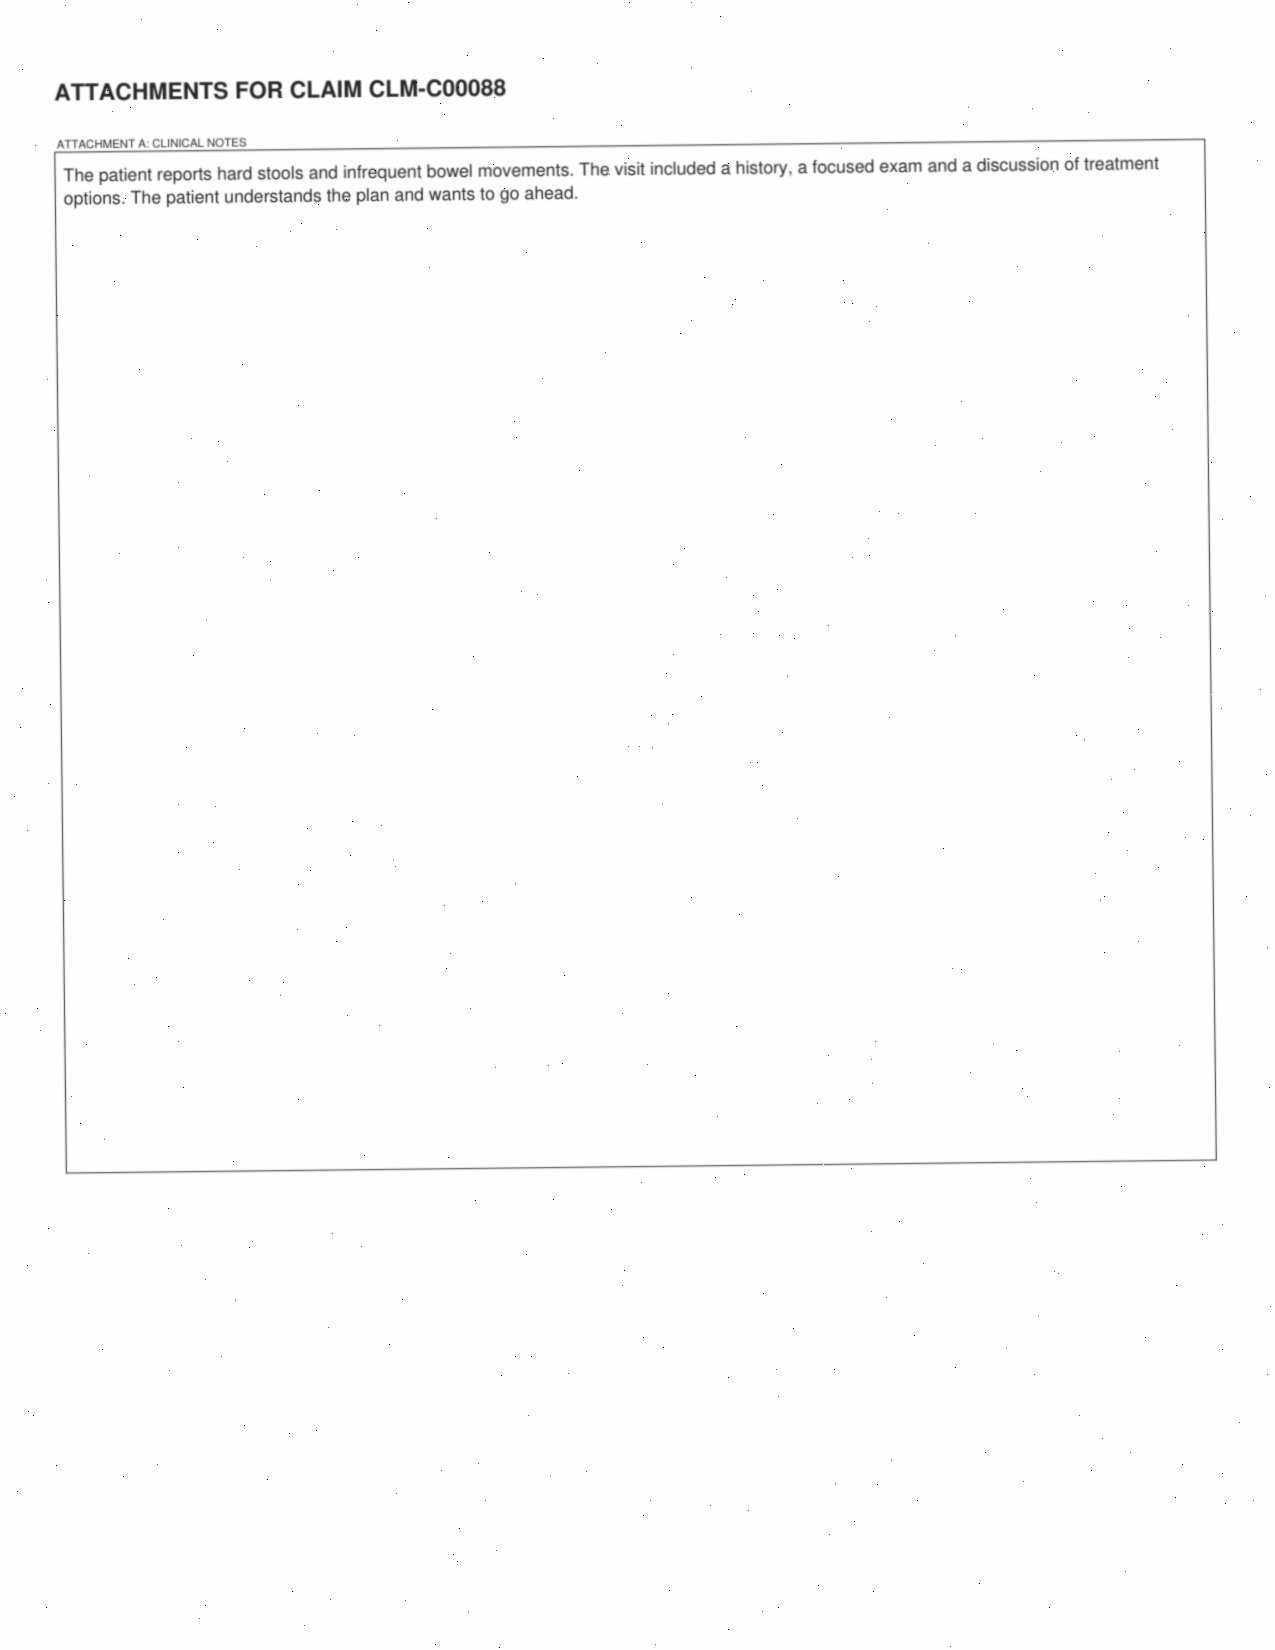 ATTACHMENTS FOR CLAIM CLM-C00088
ATTACHMENT A: CLINICAL NOTES
The patient reports hard stools and infrequent bowel movements. The visit included a history, a focused exam and a discussion of treatment
options. The patient understands the plan and wants to go ahead.